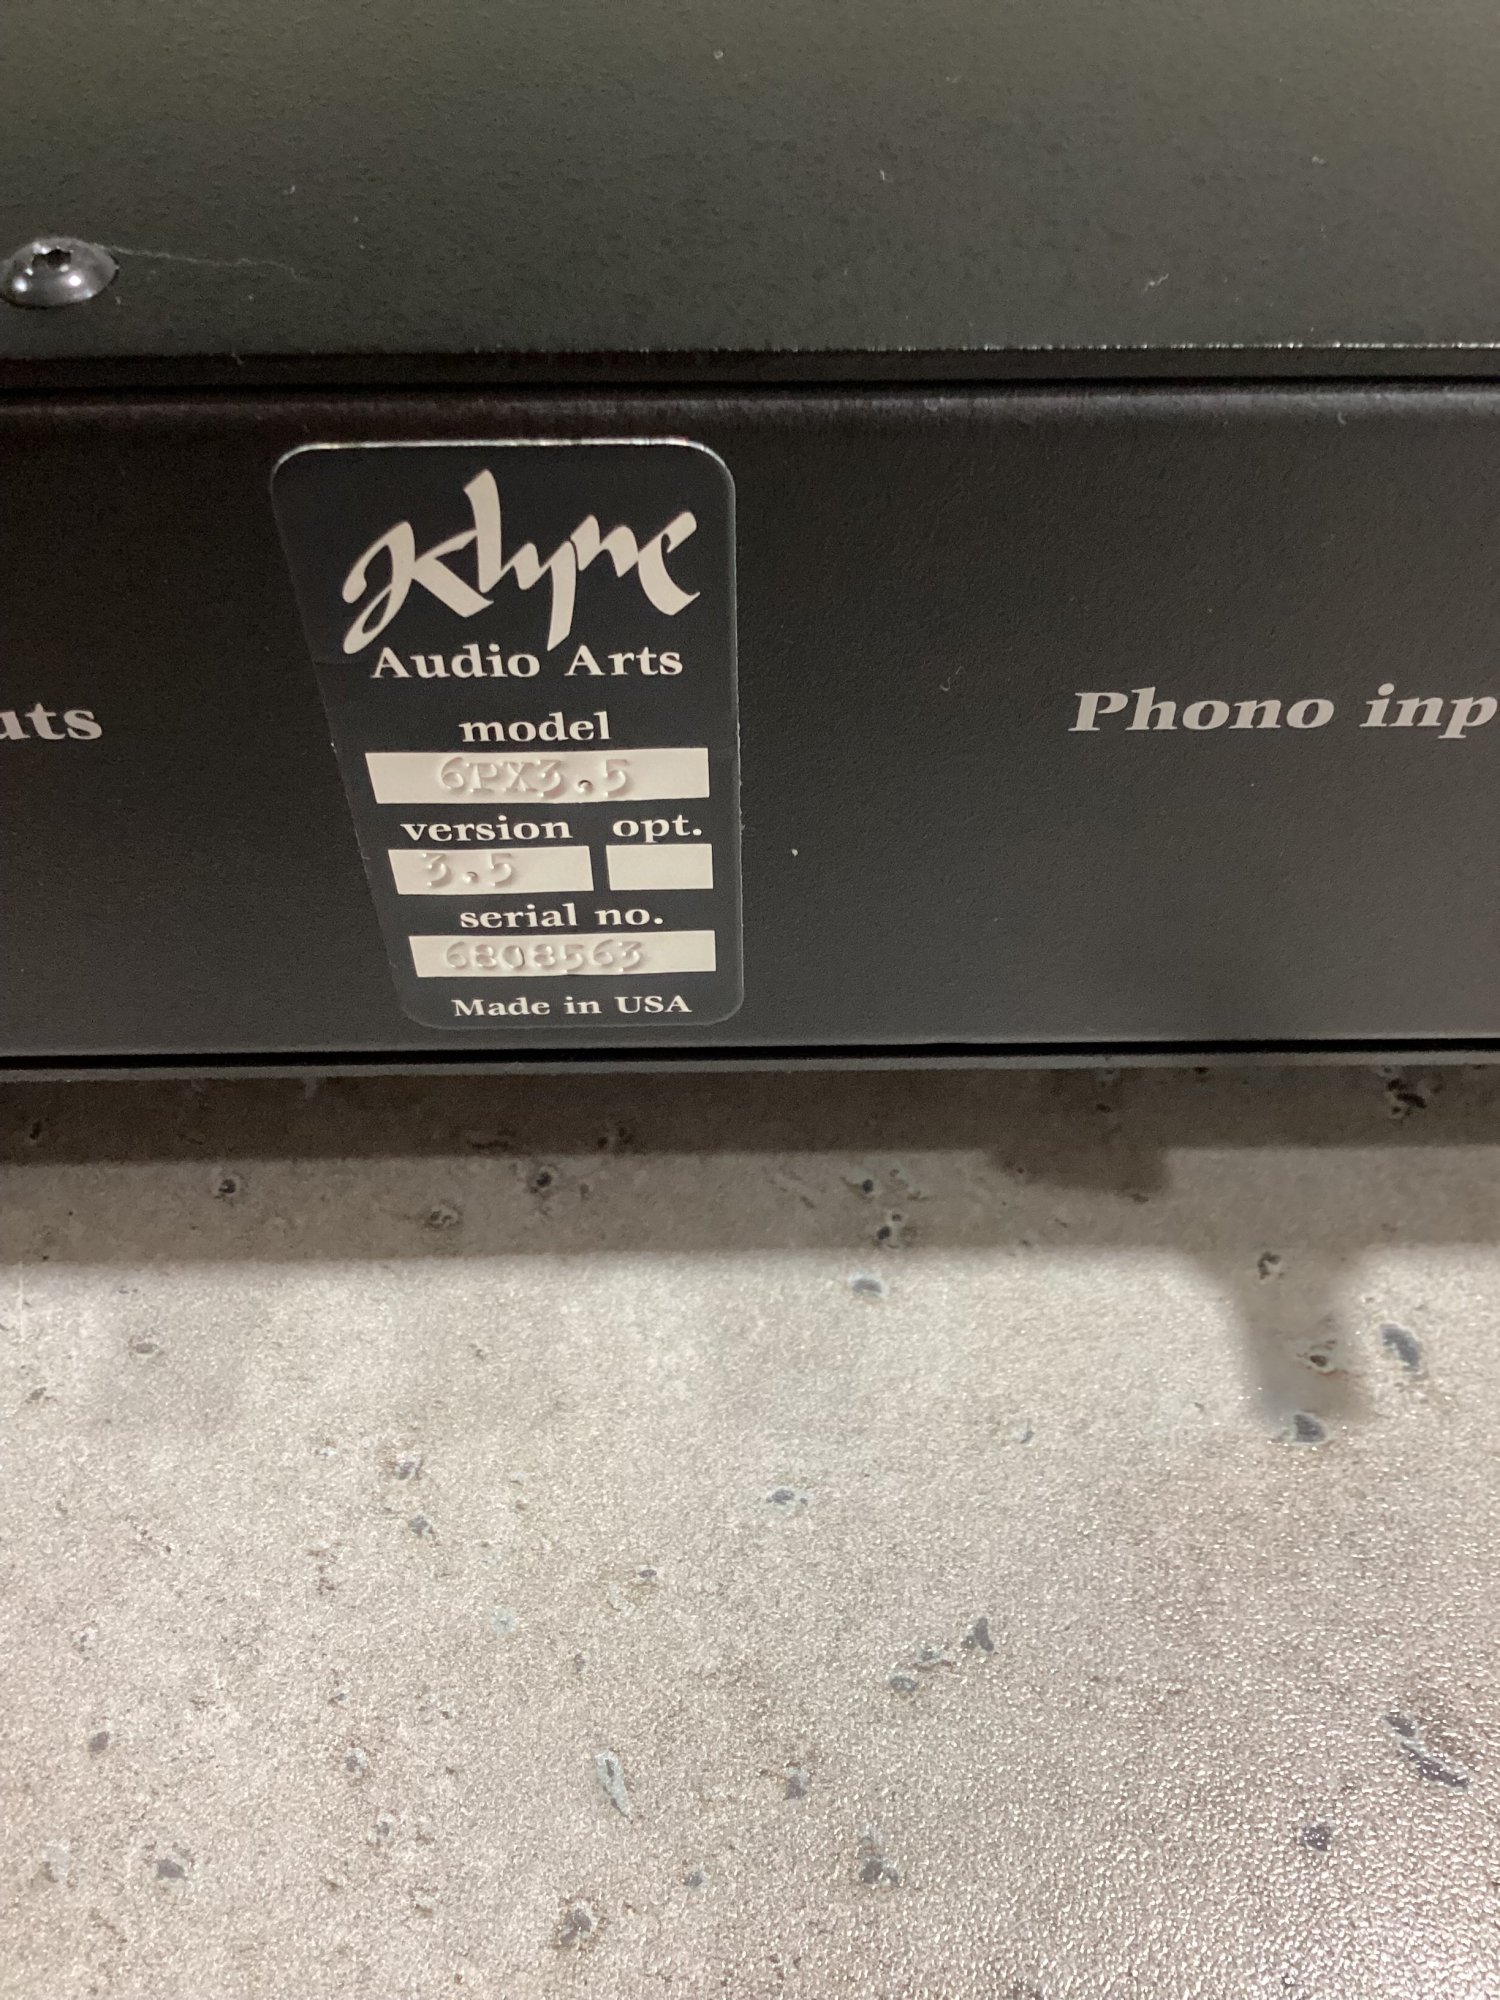 Klyne
Audio Arts
model
6PX3.5
version opt.
3.5
serial no.
6808563
Made in USA
uts
Phono inp